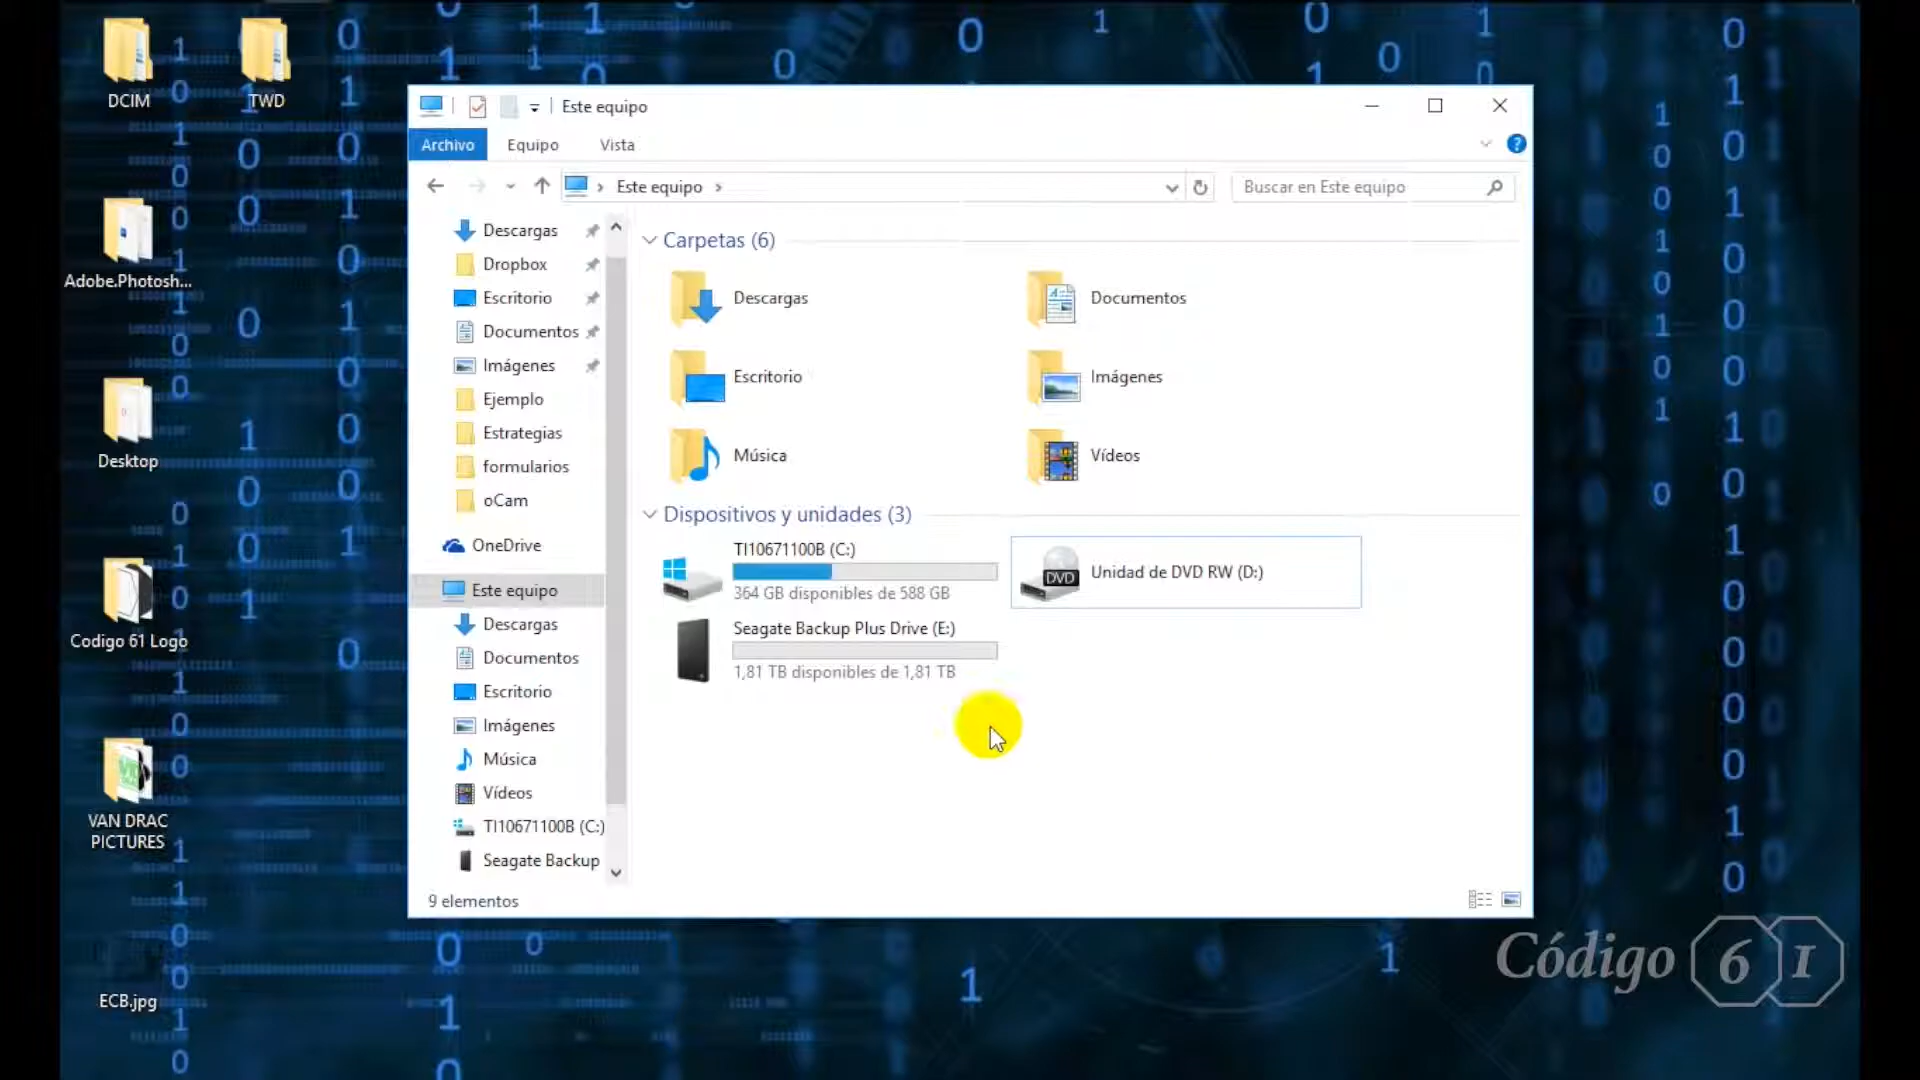 DCIM
TWD
Adobe.Photosh...
Desktop
Codigo 61 Logo
VAN DRAC
PICTURES
ECB.jpg
Este equipo
Archivo
Equipo
Vista
?
Este equipo
Buscar en Este equipo
Descargas
Dropbox
Escritorio
Documentos
Imágenes
Ejemplo
Estrategias
formularios
oCam
OneDrive
Este equipo
Descargas
Documentos
Escritorio
Imágenes
Música
Vídeos
TI10671100B (C:)
Seagate Backup
Carpetas (6)
Descargas
Documentos
Escritorio
Imágenes
Música
Vídeos
Dispositivos y unidades (3)
TI10671100B (C:)
364 GB disponibles de 588 GB
DVD
Unidad de DVD RW (D:)
Seagate Backup Plus Drive (E:)
1,81 TB disponibles de 1,81 TB
9 elementos
Código 61